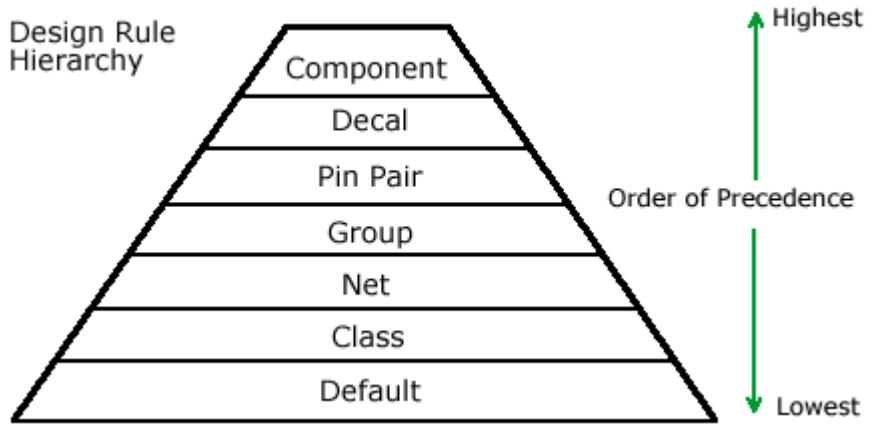 Design Rule
Hierarchy
Highest
Component
Decal
Pin Pair
Order of Precedence
Group
Net
Class
Default
Lowest